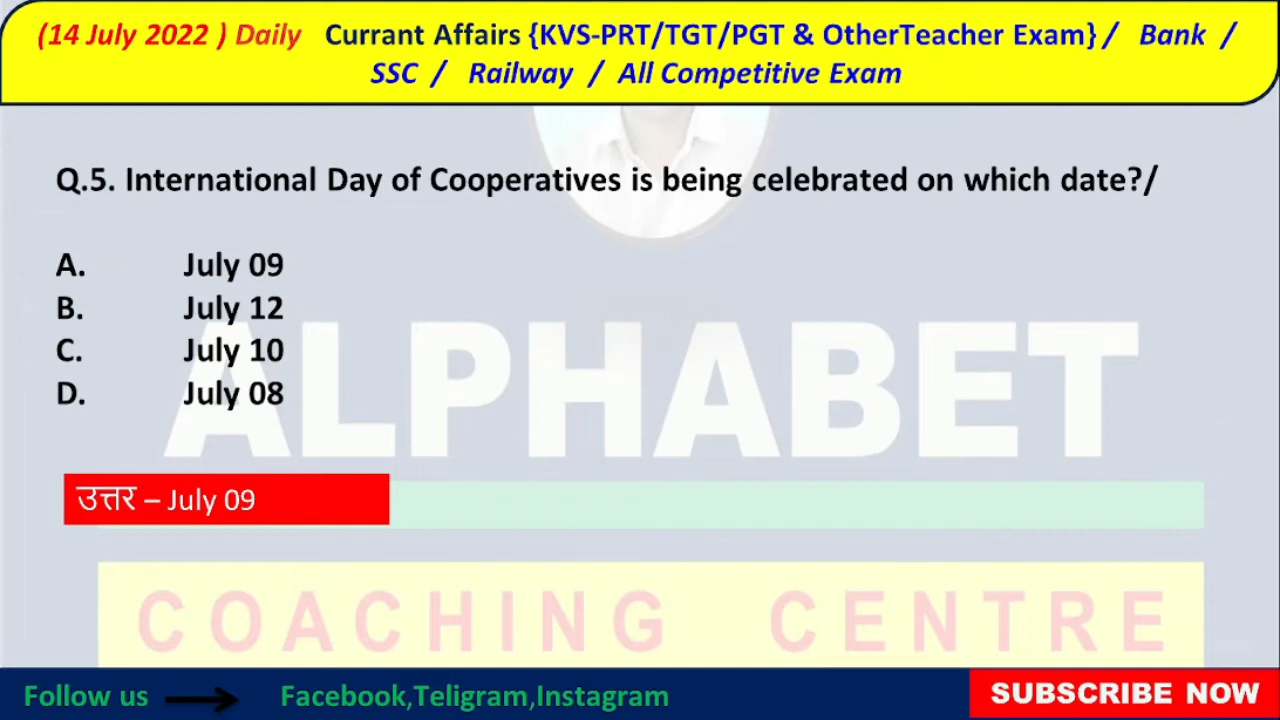 (14 July 2022 ) Daily Currant Affairs {KVS-PRT/TGT/PGT & OtherTeacher Exam} / Bank /
SSC / Railway / All Competitive Exam
Q.5. International Day of Cooperatives is being celebrated on which date?/
A. July 09
B. July 12
C. July 10
D. July 08
ALPHABET
उत्तर – July 09
COACHING CENTRE
Follow us Facebook,Teligram,Instagram
SUBSCRIBE NOW